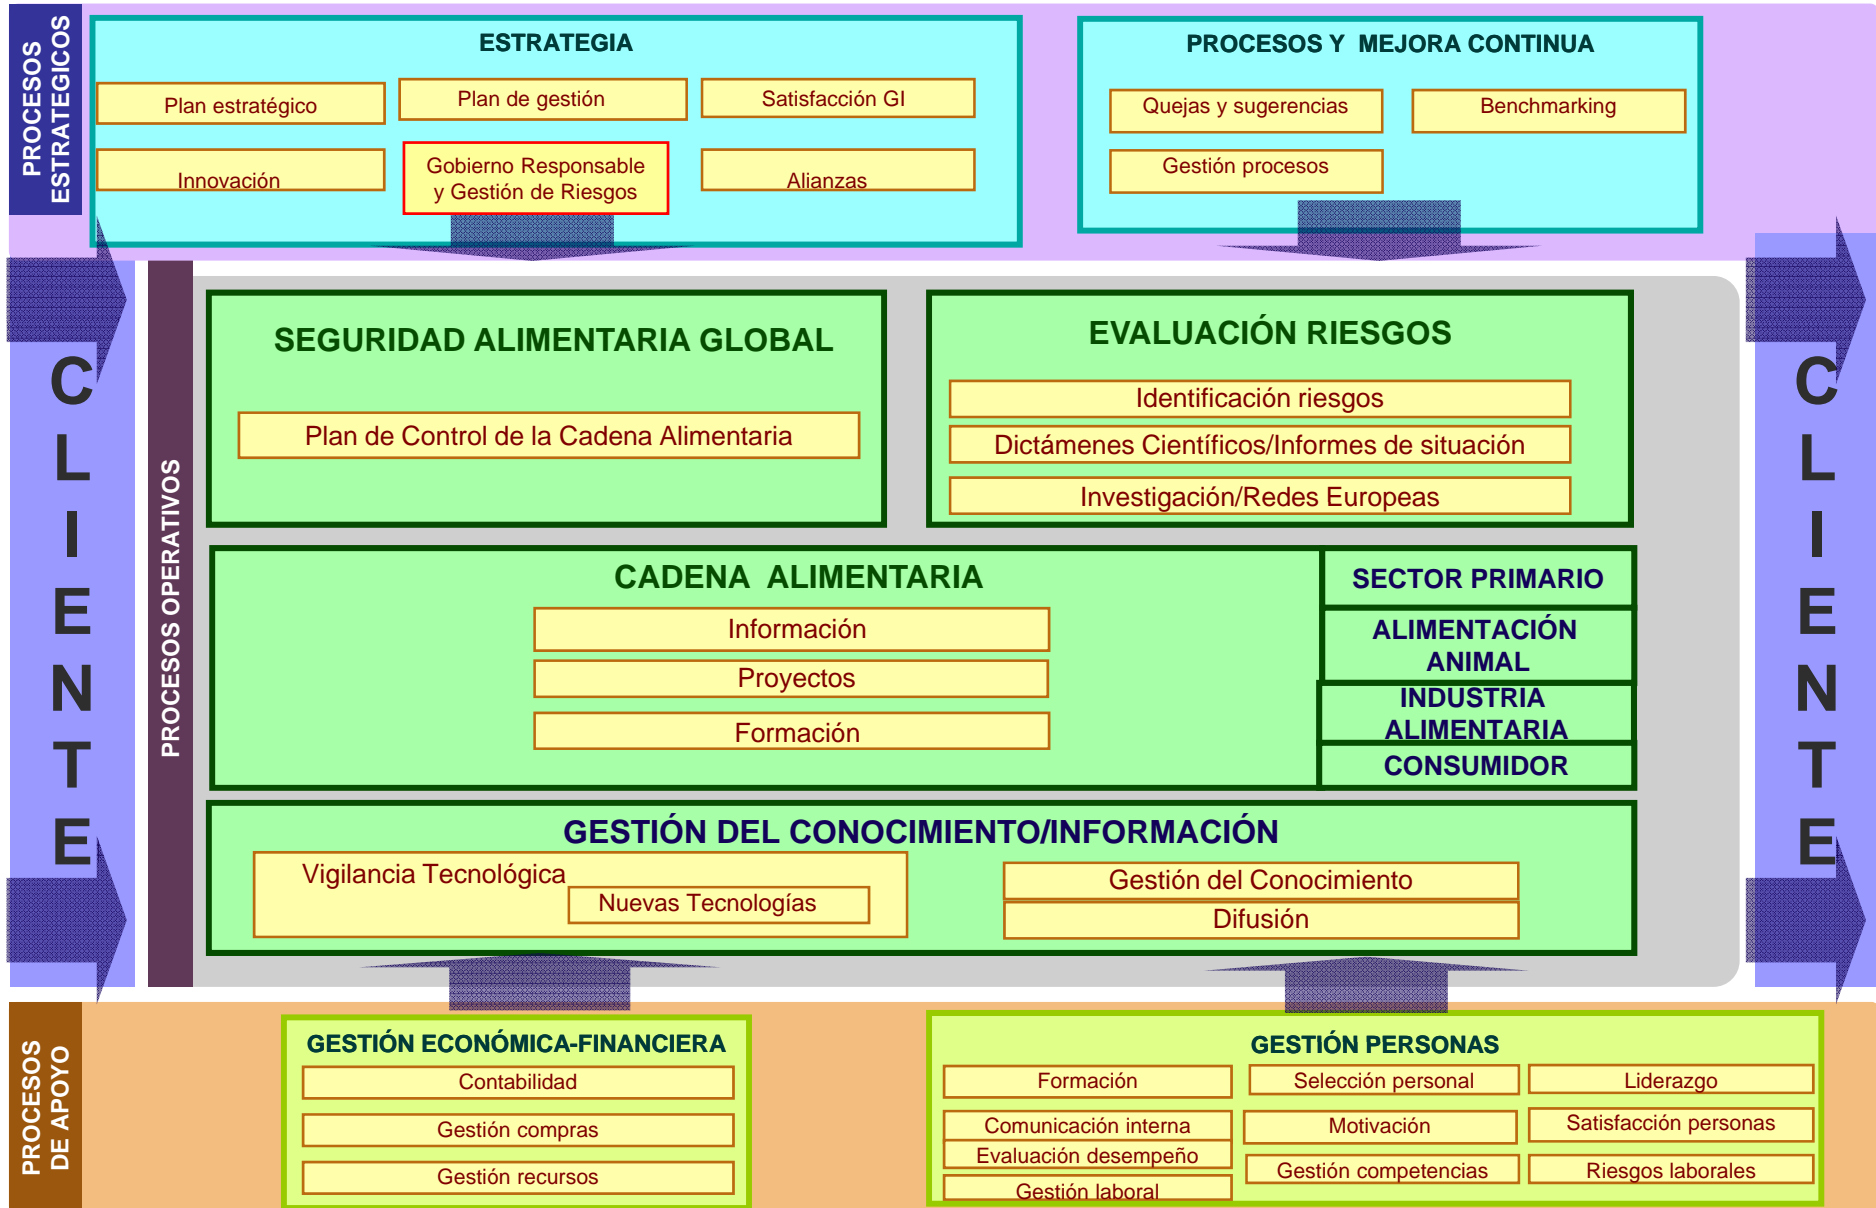 PROCESOS
ESTRATEGICOS
ESTRATEGIA
Plan estratégico
Plan de gestión
Satisfacción GI
Innovación
Gobierno Responsable
y Gestión de Riesgos
Alianzas
PROCESOS Y MEJORA CONTINUA
Quejas y sugerencias
Benchmarking
Gestión procesos
CLIENTE
PROCESOS OPERATIVOS
SEGURIDAD ALIMENTARIA GLOBAL
Plan de Control de la Cadena Alimentaria
EVALUACIÓN RIESGOS
Identificación riesgos
Dictámenes Científicos/Informes de situación
Investigación/Redes Europeas
CADENA ALIMENTARIA
Información
Proyectos
Formación
SECTOR PRIMARIO
ALIMENTACIÓN
ANIMAL
INDUSTRIA
ALIMENTARIA
CONSUMIDOR
GESTIÓN DEL CONOCIMIENTO/INFORMACIÓN
Vigilancia Tecnológica
Nuevas Tecnologías
Gestión del Conocimiento
Difusión
CLIENTE
PROCESOS
DE APOYO
GESTIÓN ECONÓMICA-FINANCIERA
Contabilidad
Gestión compras
Gestión recursos
GESTIÓN PERSONAS
Formación
Selección personal
Liderazgo
Comunicación interna
Motivación
Satisfacción personas
Evaluación desempeño
Gestión competencias
Riesgos laborales
Gestión laboral